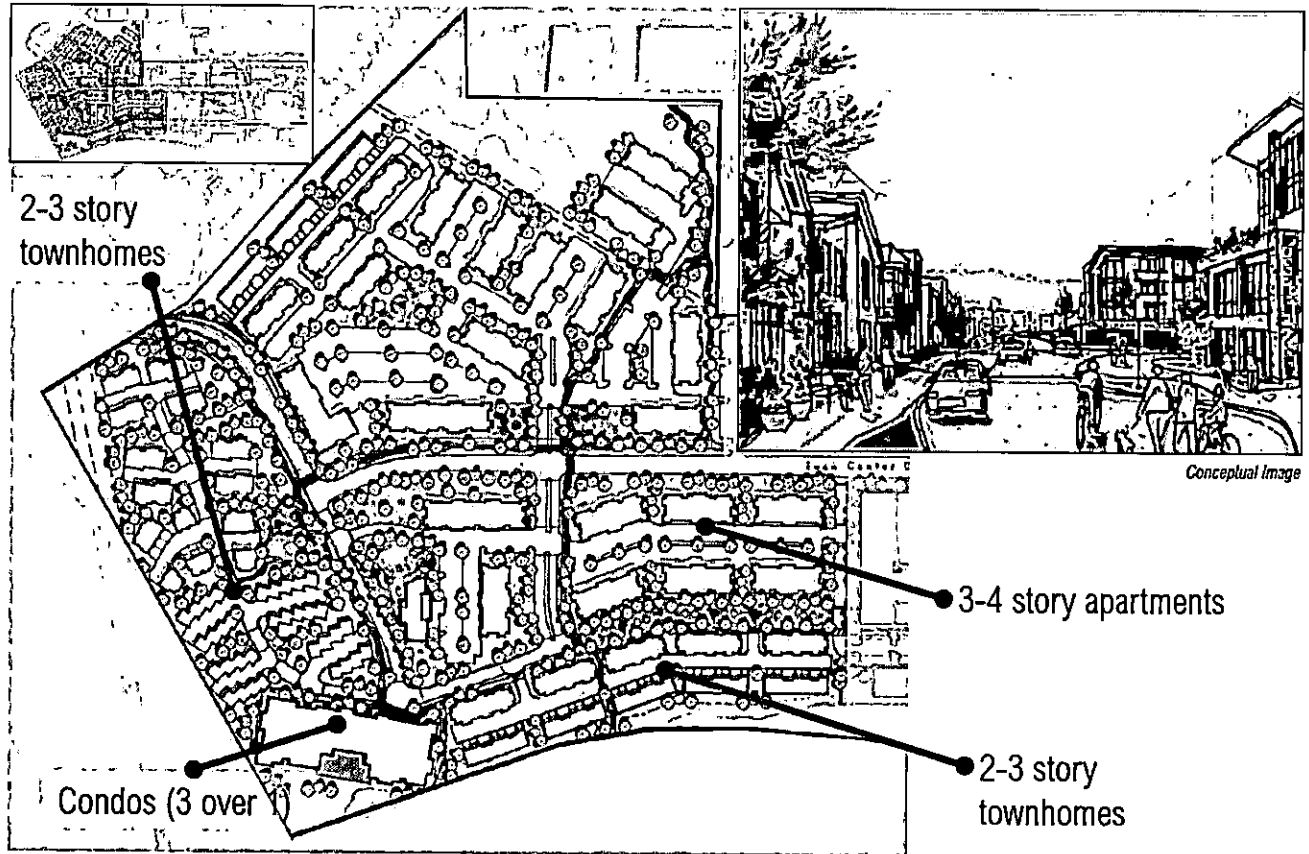 2-3 story
townhomes
Conceptual Image
3-4 story apartments
2-3 story
townhomes
Condos (3 over 1)